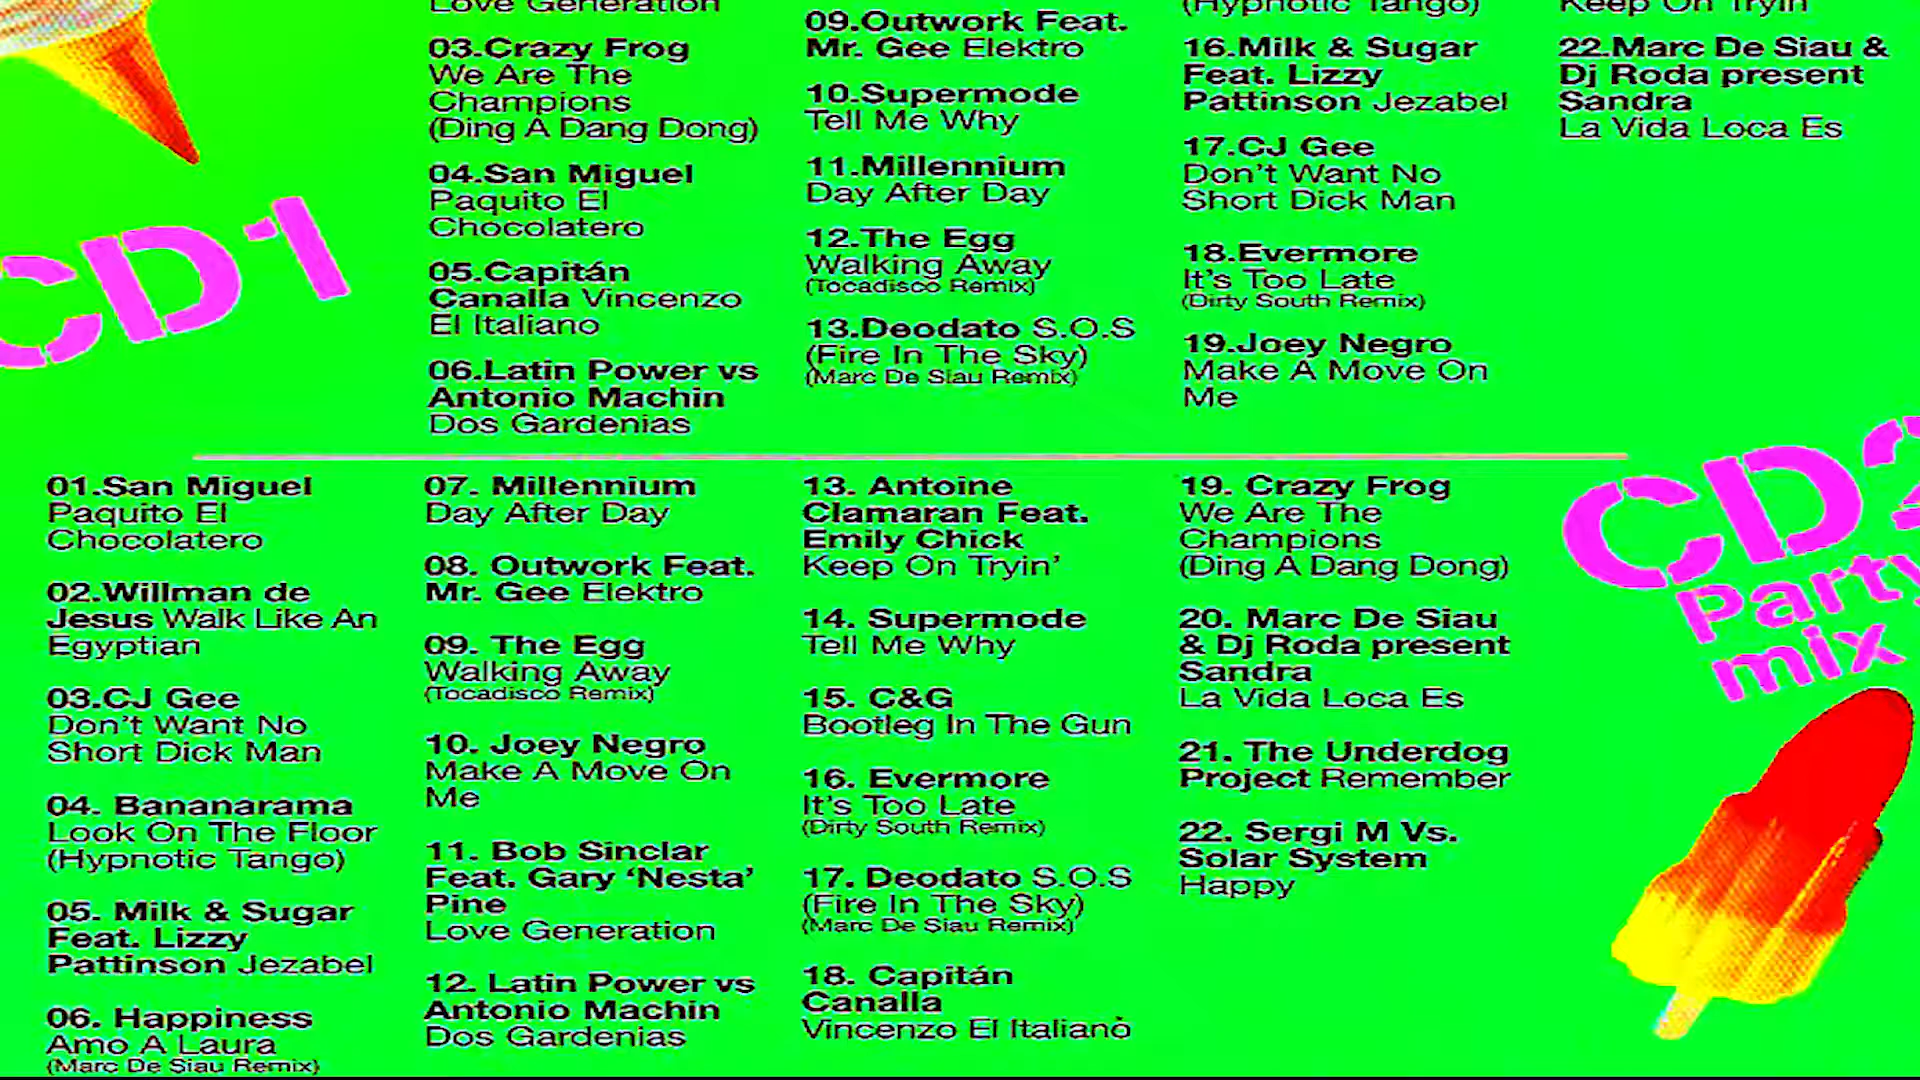 Love Generation
03.Crazy Frog
We Are The
Champions
(Ding A Dang Dong)
04.San Miguel
Paquito El
Chocolatero
05.Capitán
Canalla Vincenzo
El Italiano
06.Latin Power vs
Antonio Machin
Dos Gardenias
09.Outwork Feat.
Mr. Gee Elektro
10.Supermode
Tell Me Why
11.Millennium
Day After Day
12.The Egg
Walking Away
(Tocadisco Remix)
13.Deodato S.O.S
(Fire In The Sky)
(Marc De Siau Remix)
(Hypnotic Tango)
16.Milk & Sugar
Feat. Lizzy
Pattinson Jezabel
17.CJ Gee
Don't Want No
Short Dick Man
18.Evermore
It's Too Late
(Dirty South Remix)
19.Joey Negro
Make A Move On
Me
Keep On Tryin'
22.Marc De Siau &
Dj Roda present
Sandra
La Vida Loca Es
CD1
01.San Miguel
Paquito El
Chocolatero
02.Willman de
Jesus Walk Like An
Egyptian
03.CJ Gee
Don't Want No
Short Dick Man
04. Bananarama
Look On The Floor
(Hypnotic Tango)
05. Milk & Sugar
Feat. Lizzy
Pattinson Jezabel
06. Happiness
Amo A Laura
(Marc De Siau Remix)
07. Millennium
Day After Day
08. Outwork Feat.
Mr. Gee Elektro
09. The Egg
Walking Away
(Tocadisco Remix)
10. Joey Negro
Make A Move On
Me
11. Bob Sinclar
Feat. Gary ‘Nesta’
Pine
Love Generation
12. Latin Power vs
Antonio Machin
Dos Gardenias
13. Antoine
Clamaran Feat.
Emily Chick
Keep On Tryin’
14. Supermode
Tell Me Why
15. C&G
Bootleg In The Gun
16. Evermore
It's Too Late
(Dirty South Remix)
17. Deodato S.O.S
(Fire In The Sky)
(Marc De Siau Remix)
18. Capitán
Canalla
Vincenzo El Italiano
19. Crazy Frog
We Are The
Champions
(Ding A Dang Dong)
20. Marc De Siau
& Dj Roda present
Sandra
La Vida Loca Es
21. The Underdog
Project Remember
22. Sergi M Vs.
Solar System
Happy
CD2
Party
mix